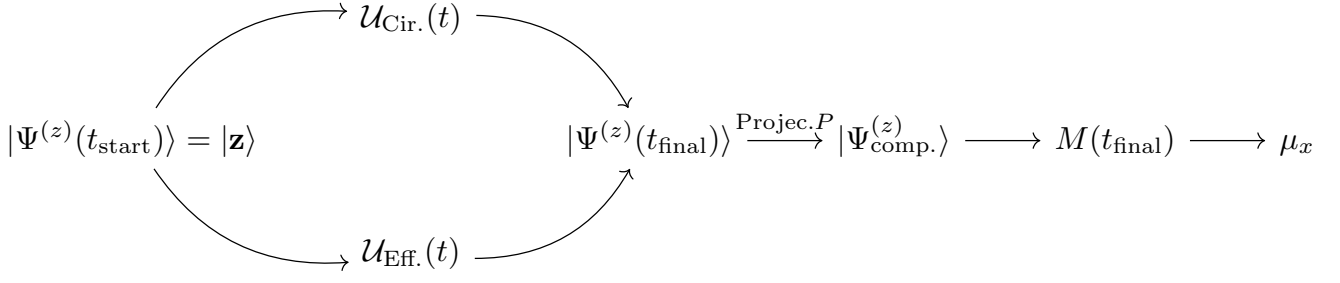 𝒰_Cir.(t)
|Ψ^(z)(t_start)⟩ = |𝐳⟩
|Ψ^(z)(t_final)⟩ Projec.P |Ψ^(z)_comp.⟩ M(t_final) μ_x
𝒰_Eff.(t)